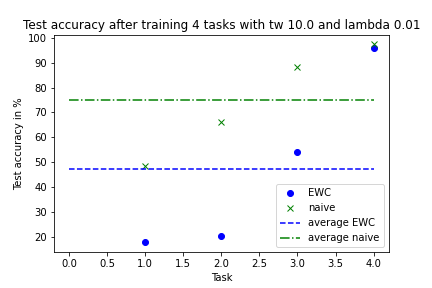 Test accuracy after training 4 tasks with tw 10.0 and lambda 0.01
100
90
80
70
60
50
40
30
20
Test accuracy in %
0.0 0.5 1.0 1.5 2.0 2.5 3.0 3.5 4.0
Task
EWC
naive
average EWC
average naive